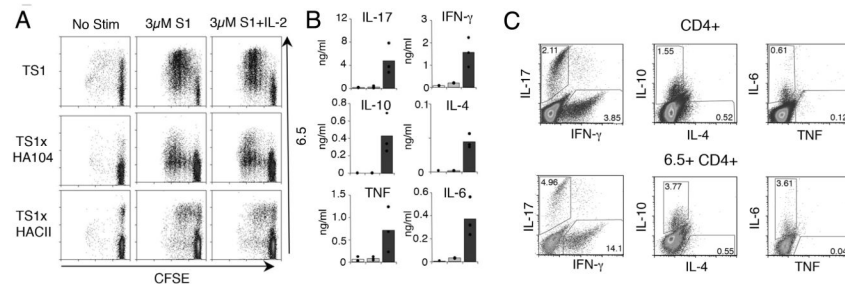 A
No Stim
3µM S1
3µM S1+IL-2
TS1
TS1x
HA104
TS1x
HACII
6.5
CFSE
B
IL-17
IFN-γ
ng/ml
12
8
4
0
3
2
1
0
IL-10
IL-4
ng/ml
0.8
0.6
0.4
0.2
0
0.1
0
TNF
IL-6
ng/ml
1.5
1.0
0.5
0
0.6
0.4
0.2
0
C
CD4+
IL-17
2.11
3.85
IFN-γ
IL-10
1.55
0.52
IL-4
IL-6
0.61
0.12
TNF
6.5+ CD4+
IL-17
4.96
14.1
IFN-γ
IL-10
3.77
0.55
IL-4
IL-6
3.61
0.04
TNF